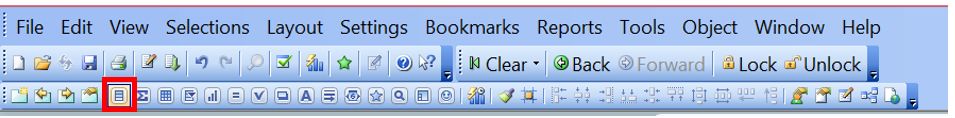 File Edit View Selections Layout Settings Bookmarks Reports Tools Object Window Help
Clear Back Forward Lock Unlock